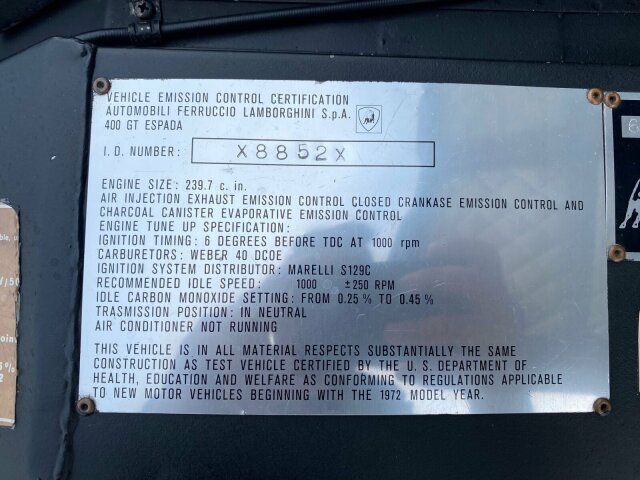 VEHICLE EMISSION CONTROL CERTIFICATION
AUTOMOBILI FERRUCCIO LAMBORGHINI S.p.A.
400 GT ESPADA
I.D. NUMBER: X8852X
ENGINE SIZE: 239.7 c. in.
AIR INJECTION EXHAUST EMISSION CONTROL CLOSED CRANKASE EMISSION CONTROL AND
CHARCOAL CANISTER EVAPORATIVE EMISSION CONTROL
ENGINE TUNE UP SPECIFICATION:
IGNITION TIMING: 6 DEGREES BEFORE TDC AT 1000 rpm
CARBURETORS: WEBER 40 DCOE
IGNITION SYSTEM DISTRIBUTOR: MARELLI S129C
RECOMMENDED IDLE SPEED: 1000 ±250 RPM
IDLE CARBON MONOXIDE SETTING: FROM 0.25 % TO 0.45 %
TRASMISSION POSITION: IN NEUTRAL
AIR CONDITIONER NOT RUNNING
THIS VEHICLE IS IN ALL MATERIAL RESPECTS SUBSTANTIALLY THE SAME
CONSTRUCTION AS TEST VEHICLE CERTIFIED BY THE U.S. DEPARTMENT OF
HEALTH, EDUCATION AND WELFARE AS CONFORMING TO REGULATIONS APPLICABLE
TO NEW MOTOR VEHICLES BEGINNING WITH THE 1972 MODEL YEAR.